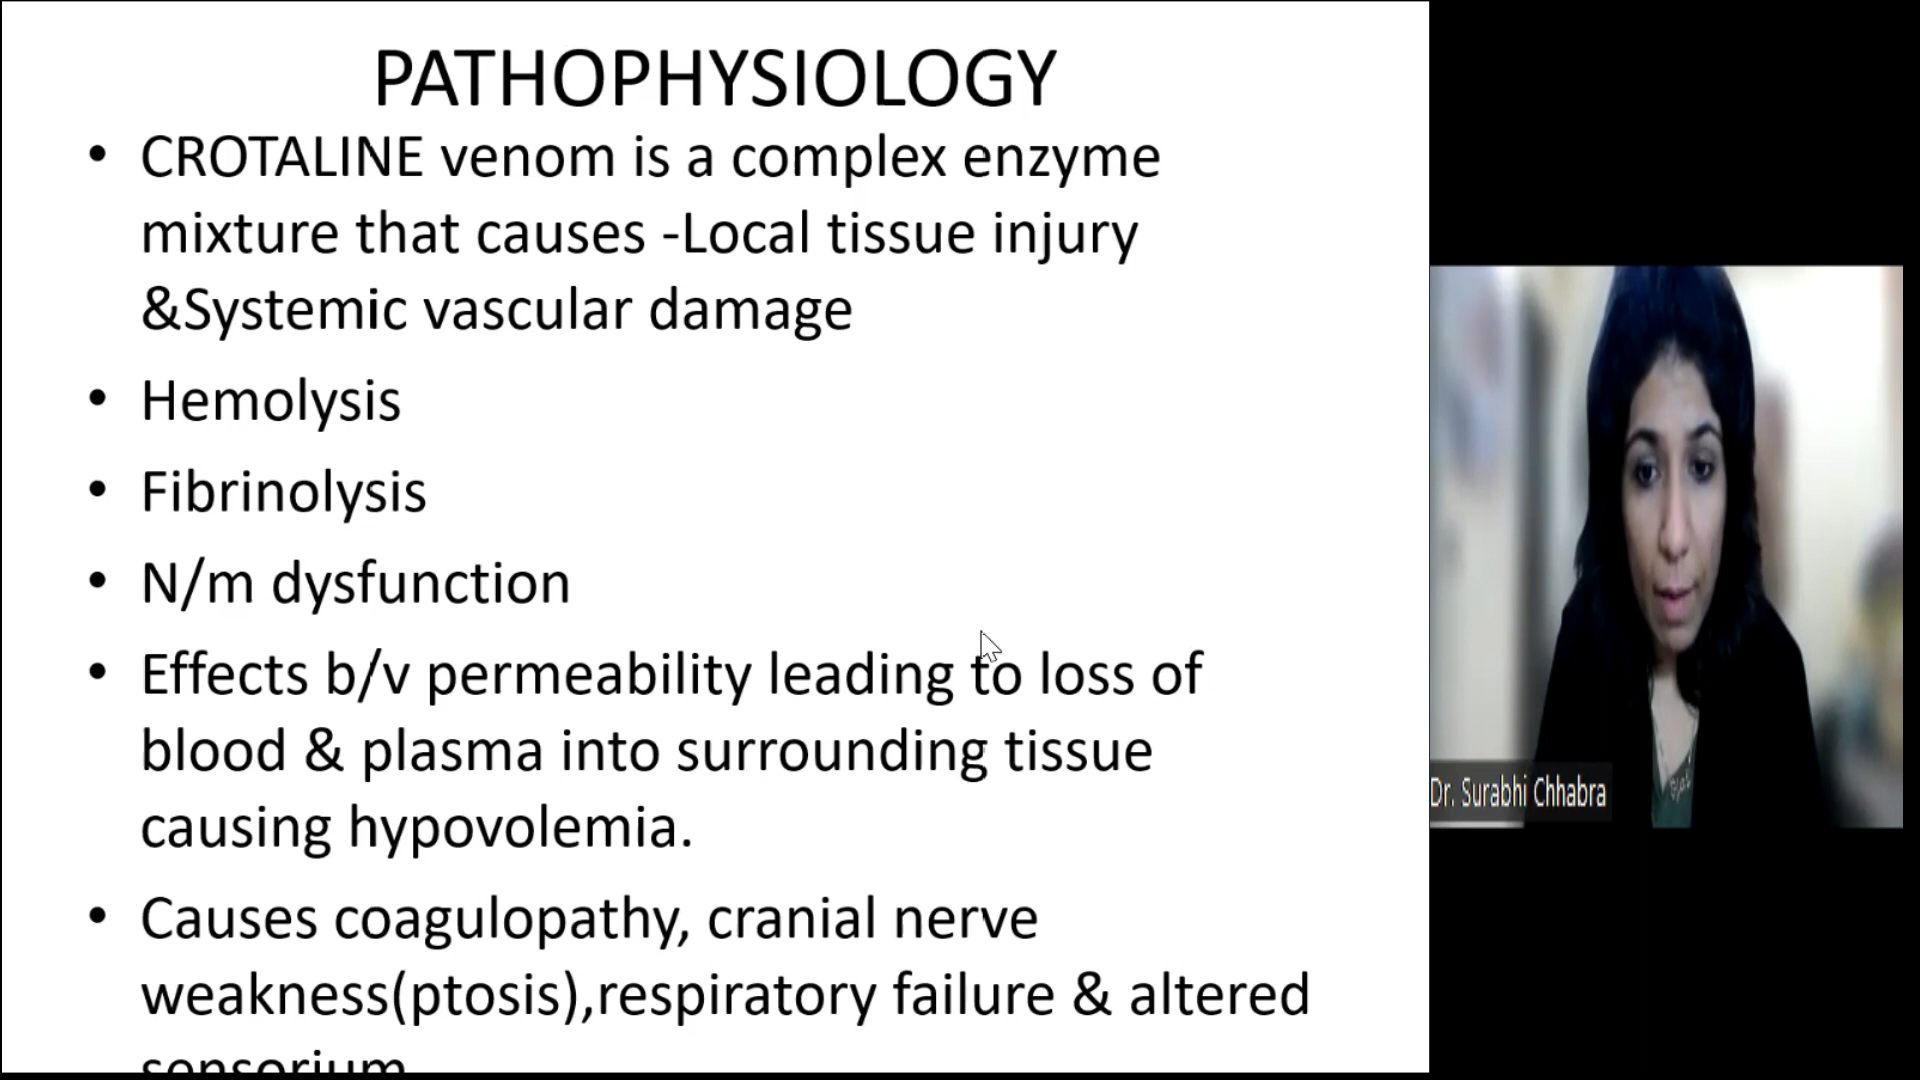 PATHOPHYSIOLOGY
• CROTALINE venom is a complex enzyme
mixture that causes -Local tissue injury
&Systemic vascular damage
• Hemolysis
• Fibrinolysis
• N/m dysfunction
• Effects b/v permeability leading to loss of
blood & plasma into surrounding tissue
causing hypovolemia.
• Causes coagulopathy, cranial nerve
weakness(ptosis),respiratory failure & altered
sensorium
Dr. Surabhi Chhabra